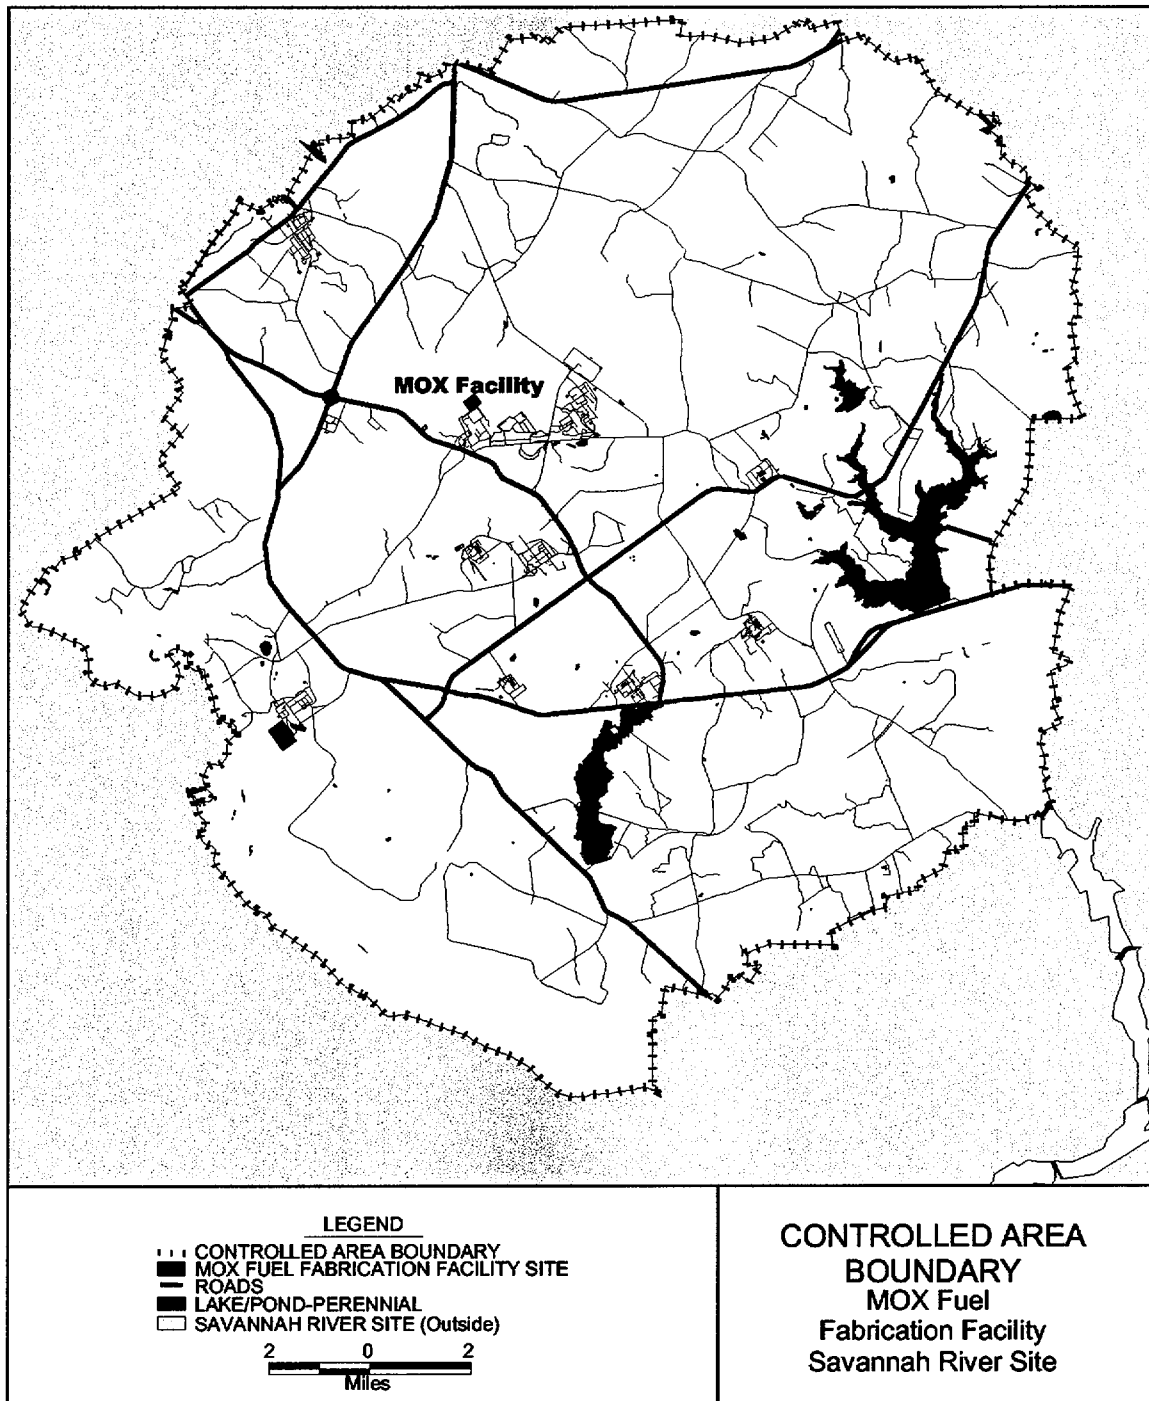 MOX Facility
LEGEND
CONTROLLED AREA BOUNDARY
MOX FUEL FABRICATION FACILITY SITE
ROADS
LAKE/POND-PERENNIAL
SAVANNAH RIVER SITE (Outside)
2 0 2
Miles
CONTROLLED AREA
BOUNDARY
MOX Fuel
Fabrication Facility
Savannah River Site